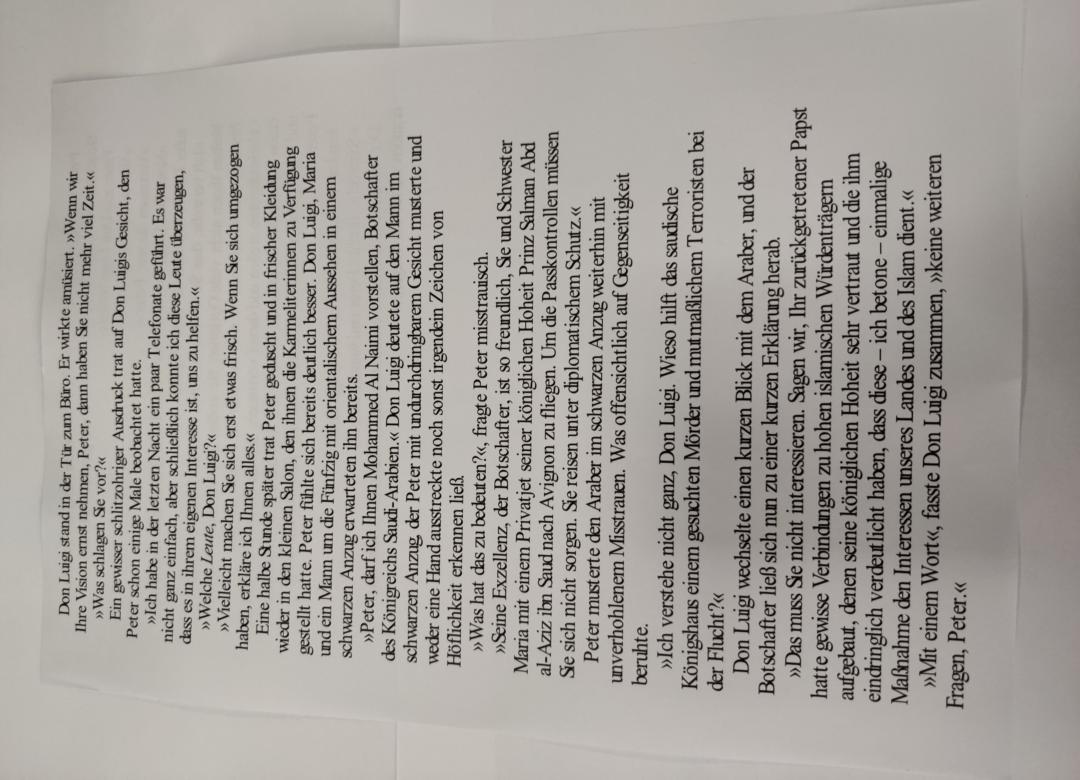 Don Luigi stand in der Tür zum Büro. Er wirkte amüsiert. »Wenn wir
Ihre Vision ernst nehmen, Peter, dann haben Sie nicht mehr viel Zeit.«
»Was schlagen Sie vor?«
Ein gewisser schlitzohriger Ausdruck trat auf Don Luigis Gesicht, den
Peter schon einige Male beobachtet hatte.
»Ich habe in der letzten Nacht ein paar Telefonate geführt. Es war
nicht ganz einfach, aber schließlich konnte ich diese Leute überzeugen,
dass es in ihrem eigenen Interesse ist, uns zu helfen.«
»Welche Leute, Don Luigi?«
»Vielleicht machen Sie sich erst etwas frisch. Wenn Sie sich umgezogen
haben, erkläre ich Ihnen alles.«
Eine halbe Stunde später trat Peter geduscht und in frischer Kleidung
wieder in den kleinen Salon, den ihnen die Karmeliterinnen zu Verfügung
gestellt hatte. Peter fühlte sich bereits deutlich besser. Don Luigi, Maria
und ein Mann um die Fünfzig mit orientalischem Aussehen in einem
schwarzen Anzug erwarteten ihn bereits.
»Peter, darf ich Ihnen Mohammed Al Naimi vorstellen, Botschafter
des Königreichs Saudi-Arabien.« Don Luigi deutete auf den Mann im
schwarzen Anzug, der Peter mit undurchdringbarem Gesicht musterte und
weder eine Hand ausstreckte noch sonst irgendein Zeichen von
Höflichkeit erkennen ließ.
»Was hat das zu bedeuten?«, fragte Peter misstrauisch.
»Seine Exzellenz, der Botschafter, ist so freundlich, Sie und Schwester
Maria mit einem Privatjet seiner königlichen Hoheit Prinz Salman Abd
al-Aziz ibn Saud nach Avignon zu fliegen. Um die Passkontrollen müssen
Sie sich nicht sorgen. Sie reisen unter diplomatischem Schutz.«
Peter musterte den Araber im schwarzen Anzug weiterhin mit
unverhohlenem Misstrauen. Was offensichtlich auf Gegenseitigkeit
beruhte.
»Ich verstehe nicht ganz, Don Luigi. Wieso hilft das saudische
Königshaus einem gesuchten Mörder und mutmaßlichem Terroristen bei
der Flucht?«
Don Luigi wechselte einen kurzen Blick mit dem Araber, und der
Botschafter ließ sich nun zu einer kurzen Erklärung herab.
»Das muss Sie nicht interessieren. Sagen wir, Ihr zurückgetretener Papst
hatte gewisse Verbindungen zu hohen islamischen Würdenträgern
aufgebaut, denen seine königlichen Hoheit sehr vertraut und die ihm
eindringlich verdeutlicht haben, dass diese – ich betone – einmalige
Maßnahme den Interessen unseres Landes und des Islam dient.«
»Mit einem Wort«, fasste Don Luigi zusammen, »keine weiteren
Fragen, Peter.«